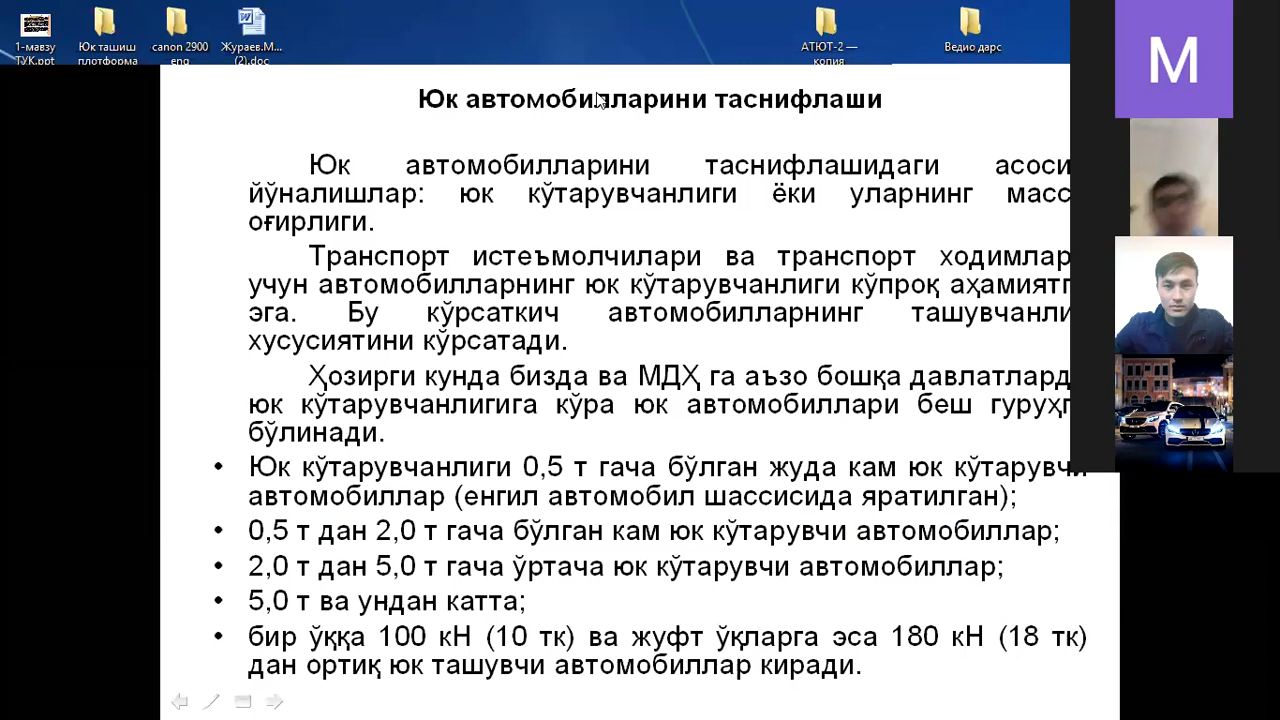 1-мавзу ТУК.ppt
Юк ташиш платформа
canon 2900 eng
Жураев.М... (2).doc
АТЮТ-2 — копия
Ведио дарс
М
Юк автомобилларини таснифлаши
Юк автомобилларини таснифлашидаги асоси
йўналишлар: юк кўтарувчанлиги ёки уларнинг масс
оғирлиги.
Транспорт истеъмолчилари ва транспорт ходимлар
учун автомобилларнинг юк кўтарувчанлиги кўпроқ аҳамиятг
эга. Бу кўрсаткич автомобилларнинг ташувчанли
хусусиятини кўрсатади.
Ҳозирги кунда бизда ва МДҲ га аъзо бошқа давлатлард
юк кўтарувчанлигига кўра юк автомобиллари беш гуруҳг
бўлинади.
• Юк кўтарувчанлиги 0,5 т гача бўлган жуда кам юк кўтарувчи
автомобиллар (енгил автомобил шассисида яратилган);
• 0,5 т дан 2,0 т гача бўлган кам юк кўтарувчи автомобиллар;
• 2,0 т дан 5,0 т гача ўртача юк кўтарувчи автомобиллар;
• 5,0 т ва ундан катта;
• бир ўққа 100 кН (10 тк) ва жуфт ўқларга эса 180 кН (18 тк)
дан ортиқ юк ташувчи автомобиллар киради.